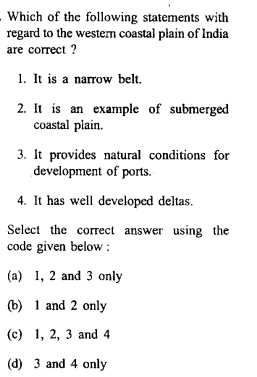 Which of the following statements with
regard to the western coastal plain of India
are correct ?
1. It is a narrow belt.
2. It is an example of submerged
coastal plain.
3. It provides natural conditions for
development of ports.
4. It has well developed deltas.
Select the correct answer using the
code given below :
(a) 1, 2 and 3 only
(b) 1 and 2 only
(c) 1, 2, 3 and 4
(d) 3 and 4 only